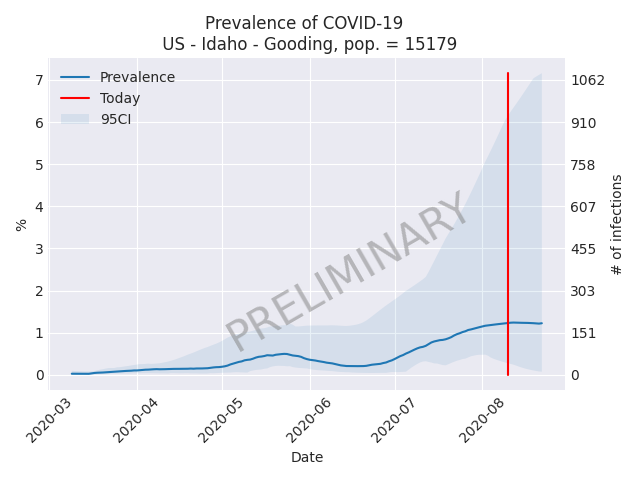 Prevalence of COVID-19
US - Idaho - Gooding, pop. = 15179
Prevalence
Today
95CI
7
6
5
4
3
2
1
0
%
1062
910
758
607
455
303
151
0
# of infections
PRELIMINARY
2020-03
2020-04
2020-05
2020-06
2020-07
2020-08
Date